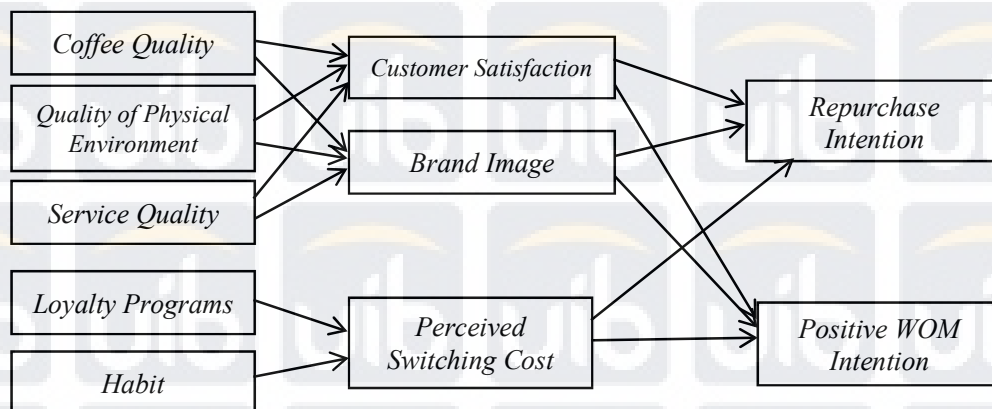 Coffee Quality
Quality of Physical
Environment
Service Quality
Loyalty Programs
Habit
Customer Satisfaction
Brand Image
Perceived
Switching Cost
Repurchase
Intention
Positive WOM
Intention